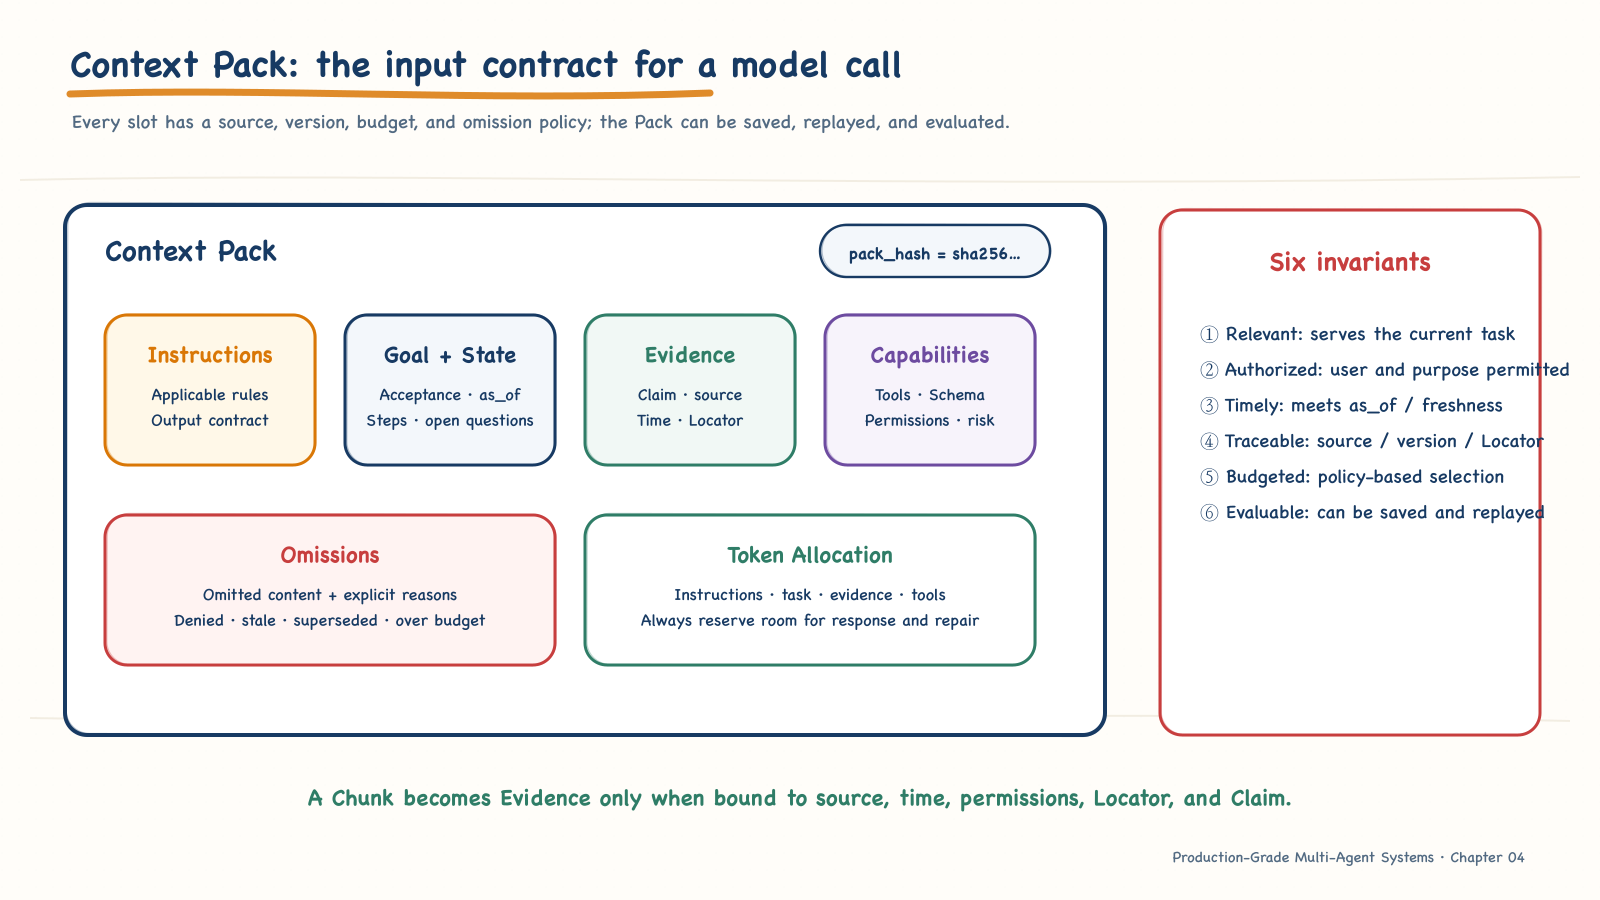 Context Pack: the input contract for a model call
Every slot has a source, version, budget, and omission policy; the Pack can be saved, replayed, and evaluated.
Context Pack
pack_hash = sha256…
Instructions
Applicable rules
Output contract
Goal + State
Acceptance · as_of
Steps · open questions
Evidence
Claim · source
Time · Locator
Capabilities
Tools · Schema
Permissions · risk
Omissions
Omitted content + explicit reasons
Denied · stale · superseded · over budget
Token Allocation
Instructions · task · evidence · tools
Always reserve room for response and repair
Six invariants
① Relevant: serves the current task
② Authorized: user and purpose permitted
③ Timely: meets as_of / freshness
④ Traceable: source / version / Locator
⑤ Budgeted: policy-based selection
⑥ Evaluable: can be saved and replayed
A Chunk becomes Evidence only when bound to source, time, permissions, Locator, and Claim.
Production-Grade Multi-Agent Systems · Chapter 04